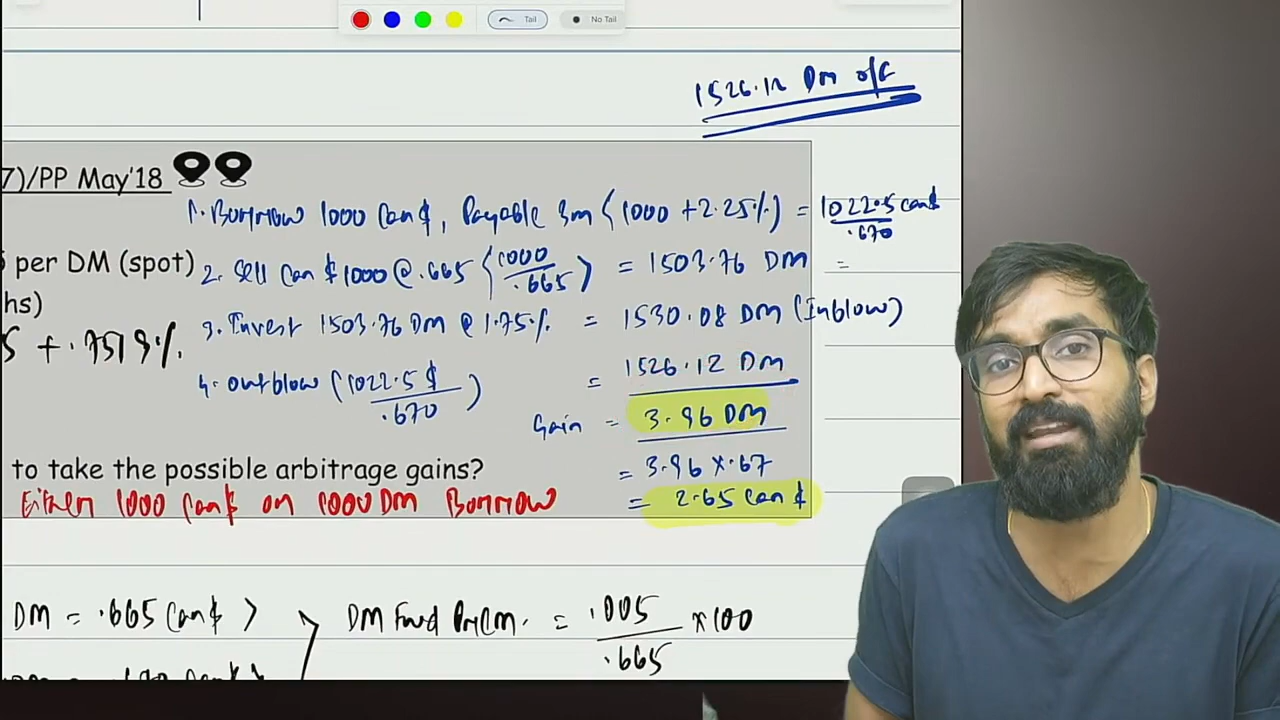 Tail No Tail
1526.12 DM o/f
7)/PP May'18
1. Borrow 1000 Can$, Payable 3m (1000 + 2.25%) = 1022.5 can$
.670
per DM (spot)
2. Sell Can $1000 @ .665 (1000
.665) = 1503.76 DM =
hs)
3. Invest 1503.76 DM @ 1.75% = 1530.08 DM (Inflow)
5 + .7519%
4. outflow (1022.5 $
.670) = 1526.12 DM
Gain = 3.96 DM
to take the possible arbitrage gains? = 3.96 x .67
Either 1000 Can$ or 1000 DM Borrow = 2.65 Can $
DM = .665 Can$ > DM Fwd Prem. = .005
.665 x 100